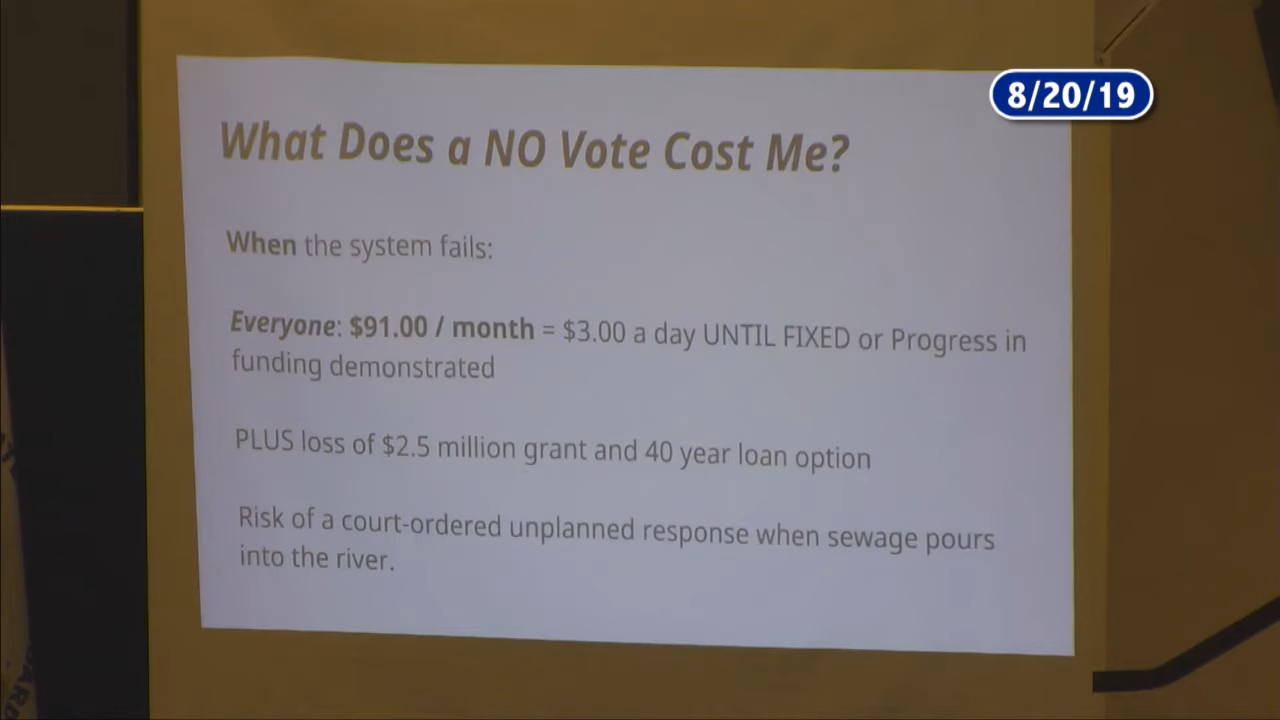 8/20/19
What Does a NO Vote Cost Me?
When the system fails:
Everyone: $91.00 / month = $3.00 a day UNTIL FIXED or Progress in
funding demonstrated
PLUS loss of $2.5 million grant and 40 year loan option
Risk of a court-ordered unplanned response when sewage pours
into the river.